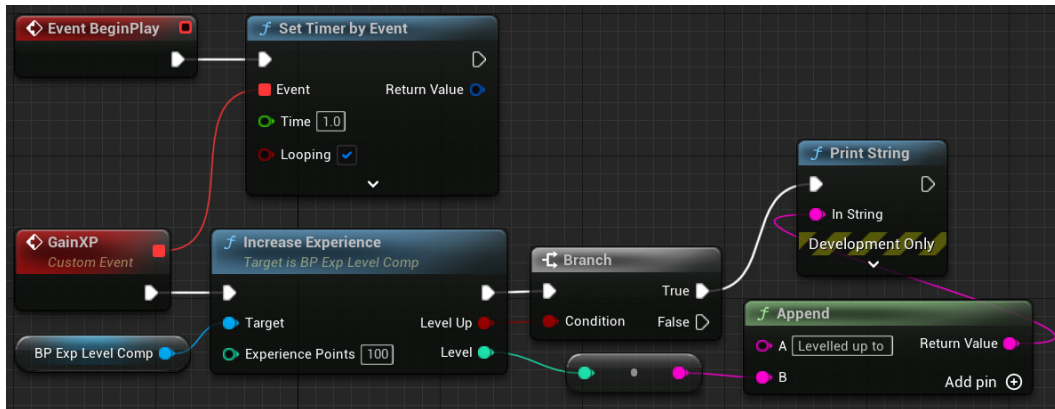 Event BeginPlay
f Set Timer by Event
Event
Return Value
Time 1.0
Looping
f Print String
In String
Development Only
GainXP
Custom Event
f Increase Experience
Target is BP Exp Level Comp
Branch
True
Target
Level Up
Condition
False
BP Exp Level Comp
Experience Points 100
Level
f Append
A Levelled up to
Return Value
B
Add pin